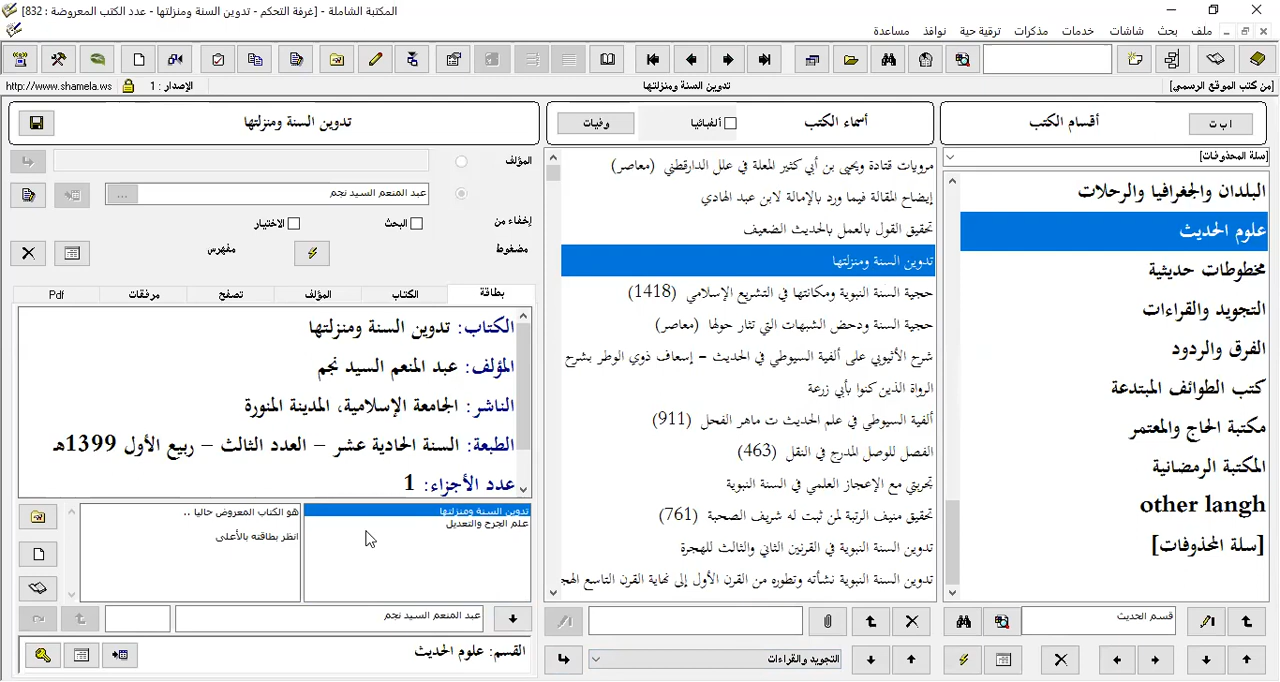 المكتبة الشاملة - [غرفة التحكم - تدوين السنة ومنزلتها - عدد الكتب المعروضة : 832]
ملف بحث شاشات خدمات مذكرات ترقية حية نوافذ مساعدة
[من كتب الموقع الرسمي]
تدوين السنة ومنزلتها
الإصدار : 1
http://www.shamela.ws
أقسام الكتب
ا ب ت
[سلة المحذوفات]
البلدان والجغرافيا والرحلات
علوم الحديث
مخطوطات حديثية
التجويد والقراءات
الفرق والردود
كتب الطوائف المبتدعة
مكتبة الحاج والمعتمر
المكتبة الرمضانية
other langh
[سلة المحذوفات]
قسم الحديث
أسماء الكتب
ألفبائيا
وفيات
مرويات قتادة ويحيى بن أبي كثير المعلة في علل الدارقطني (معاصر)
إيضاح المقالة فيما ورد بالإمالة لابن عبد الهادي
تحقيق القول بالعمل بالحديث الضعيف
تدوين السنة ومنزلتها
حجية السنة النبوية ومكانتها في التشريع الإسلامي (1418)
حجية السنة ودحض الشبهات التي تثار حولها (معاصر)
شرح الأثيوبي على ألفية السيوطي في الحديث - إسعاف ذوي الوطر بشرح
الرواة الذين كنوا بأبي زرعة
ألفية السيوطي في علم الحديث ت ماهر الفحل (911)
الفصل للوصل المدرج في النقل (463)
تجربتي مع الإعجاز العلمي في السنة النبوية
تحقيق منيف الرتبة لمن ثبت له شريف الصحبة (761)
تدوين السنة النبوية في القرنين الثاني والثالث للهجرة
تدوين السنة النبوية نشأته وتطوره من القرن الأول إلى نهاية القرن التاسع الهج
التجويد والقراءات
تدوين السنة ومنزلتها
المؤلف
عبد المنعم السيد نجم
...
إخفاء من
البحث
الاختيار
مضغوط
مفهرس
بطاقة
الكتاب
المؤلف
تصفح
مرفقات
Pdf
الكتاب: تدوين السنة ومنزلتها
المؤلف: عبد المنعم السيد نجم
الناشر: الجامعة الإسلامية، المدينة المنورة
الطبعة: السنة الحادية عشر - العدد الثالث - ربيع الأول 1399هـ
عدد الأجزاء: 1
تدوين السنة ومنزلتها
علم الجرح والتعديل
هو الكتاب المعروض حاليا ..
انظر بطاقته بالأعلى
عبد المنعم السيد نجم
القسم: علوم الحديث